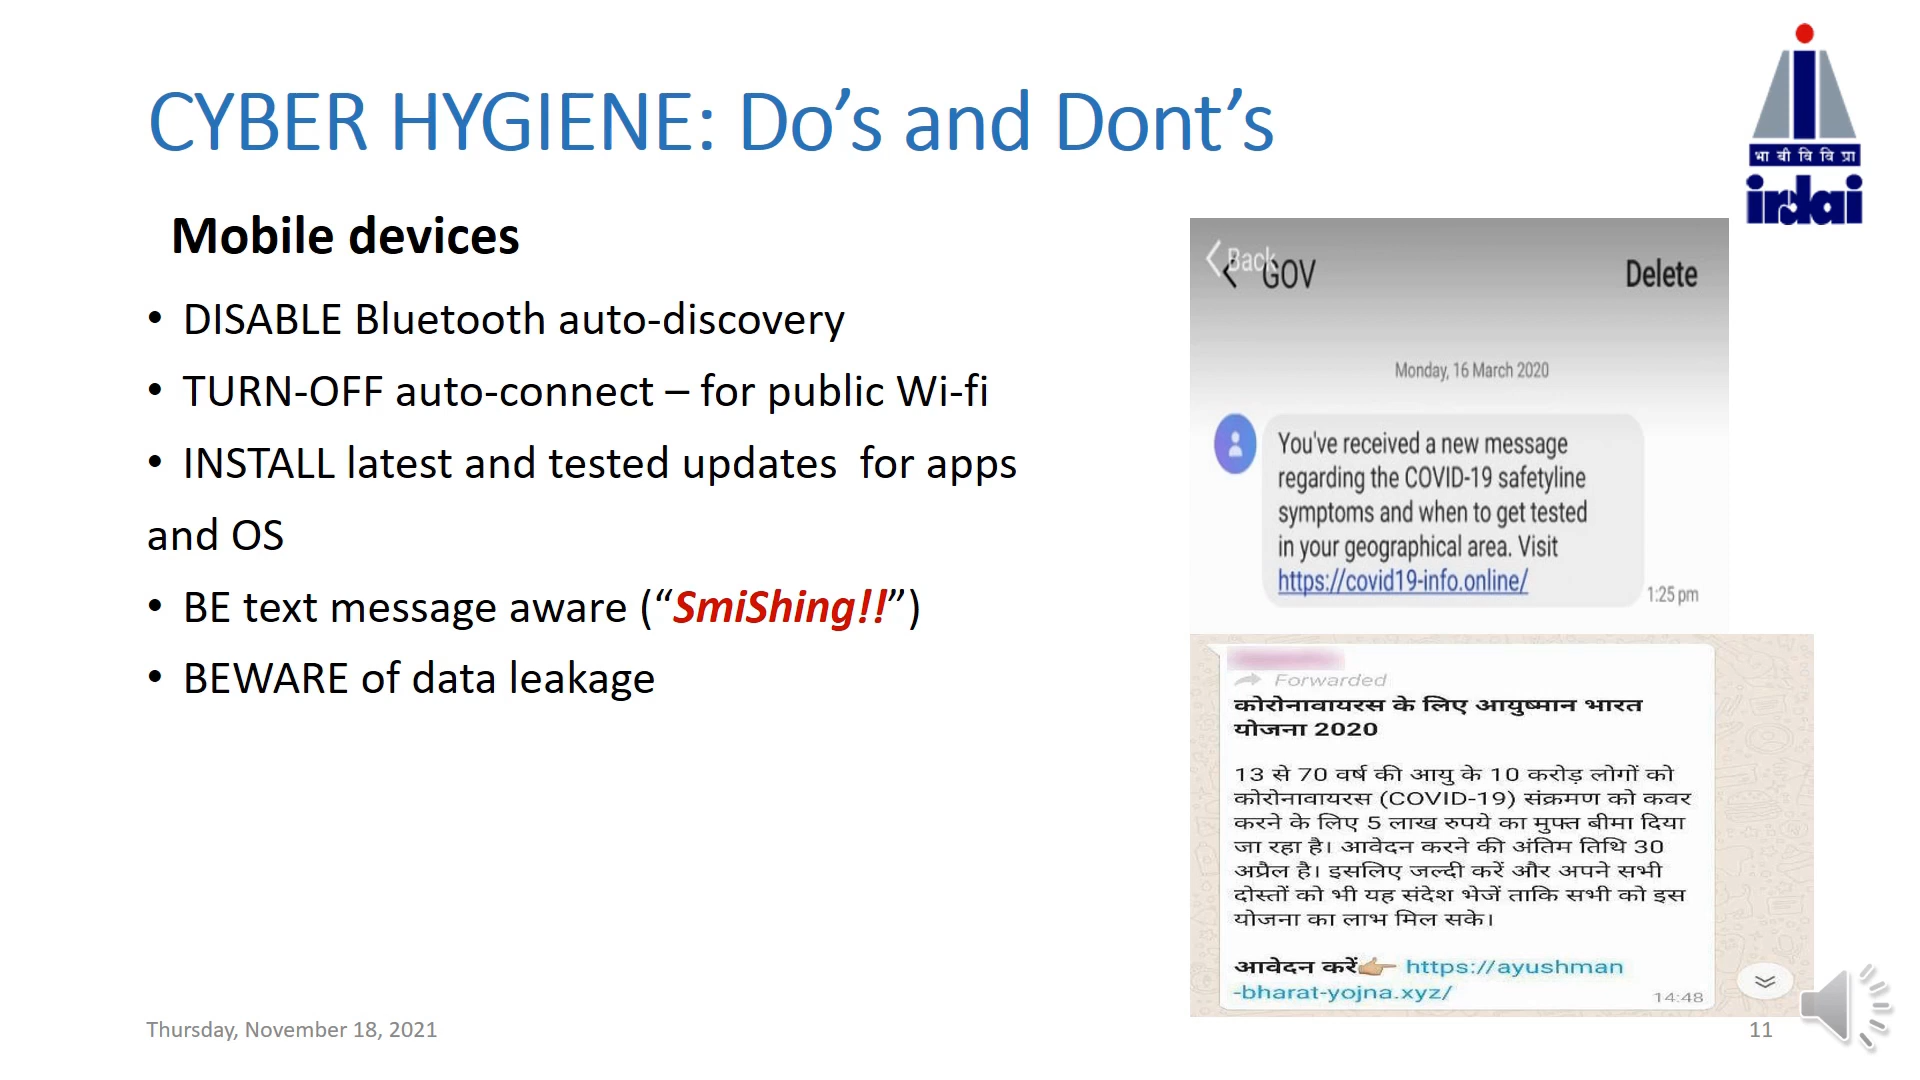 CYBER HYGIENE: Do’s and Dont’s
भा बी वि वि प्रा
irdai
Mobile devices
• DISABLE Bluetooth auto-discovery
• TURN-OFF auto-connect – for public Wi-fi
• INSTALL latest and tested updates for apps
and OS
• BE text message aware (“SmiShing!!”)
• BEWARE of data leakage
Back
GOV
Delete
Monday, 16 March 2020
You've received a new message
regarding the COVID-19 safetyline
symptoms and when to get tested
in your geographical area. Visit
https://covid19-info.online/
1:25 pm
Forwarded
कोरोनावायरस के लिए आयुष्मान भारत
योजना 2020
13 से 70 वर्ष की आयु के 10 करोड़ लोगों को
कोरोनावायरस (COVID-19) संक्रमण को कवर
करने के लिए 5 लाख रुपये का मुफ्त बीमा दिया
जा रहा है। आवेदन करने की अंतिम तिथि 30
अप्रैल है। इसलिए जल्दी करें और अपने सभी
दोस्तों को भी यह संदेश भेजें ताकि सभी को इस
योजना का लाभ मिल सके।
आवेदन करें👉 https://ayushman
-bharat-yojna.xyz/
14:48
Thursday, November 18, 2021
11